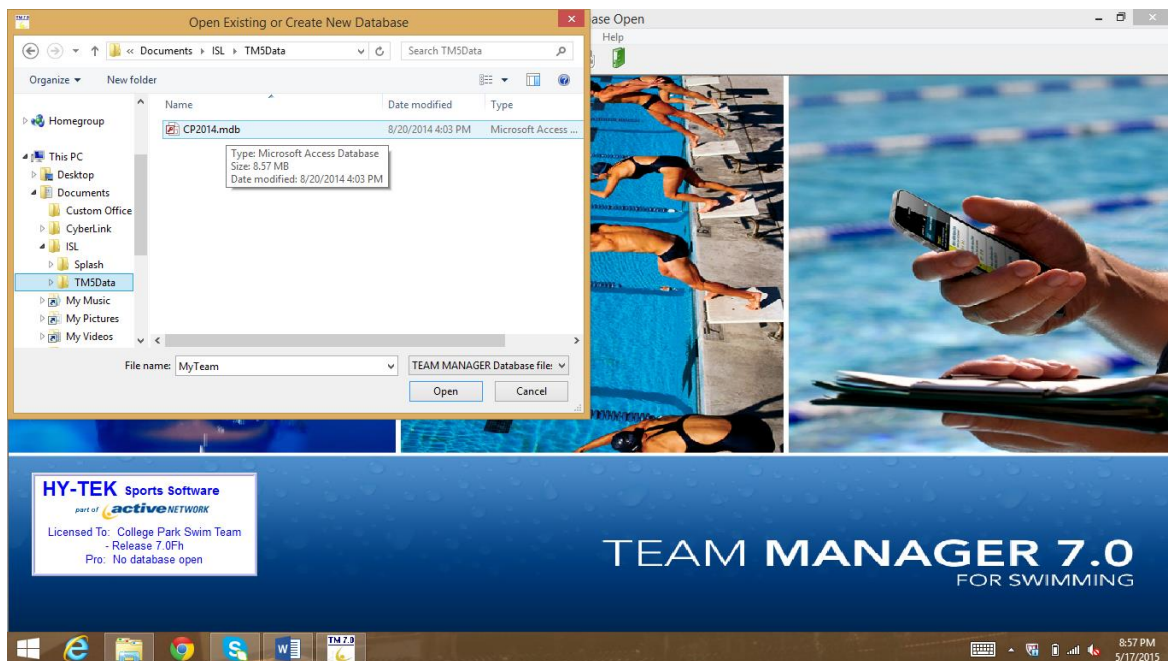 TM 7.0
Open Existing or Create New Database
ase Open
Help
« Documents ISL TM5Data
Search TM5Data
Organize New folder
Name Date modified Type
Homegroup
CP2014.mdb 8/20/2014 4:03 PM Microsoft Access ...
Type: Microsoft Access Database
Size: 8.57 MB
Date modified: 8/20/2014 4:03 PM
This PC
Desktop
Documents
Custom Office
CyberLink
ISL
Splash
TM5Data
My Music
My Pictures
My Videos
File name: MyTeam
TEAM MANAGER Database file:
Open Cancel
HY-TEK Sports Software
part of active NETWORK
Licensed To: College Park Swim Team
- Release 7.0Fh
Pro: No database open
TEAM MANAGER 7.0
FOR SWIMMING
TM 7.0
8:57 PM
5/17/2015